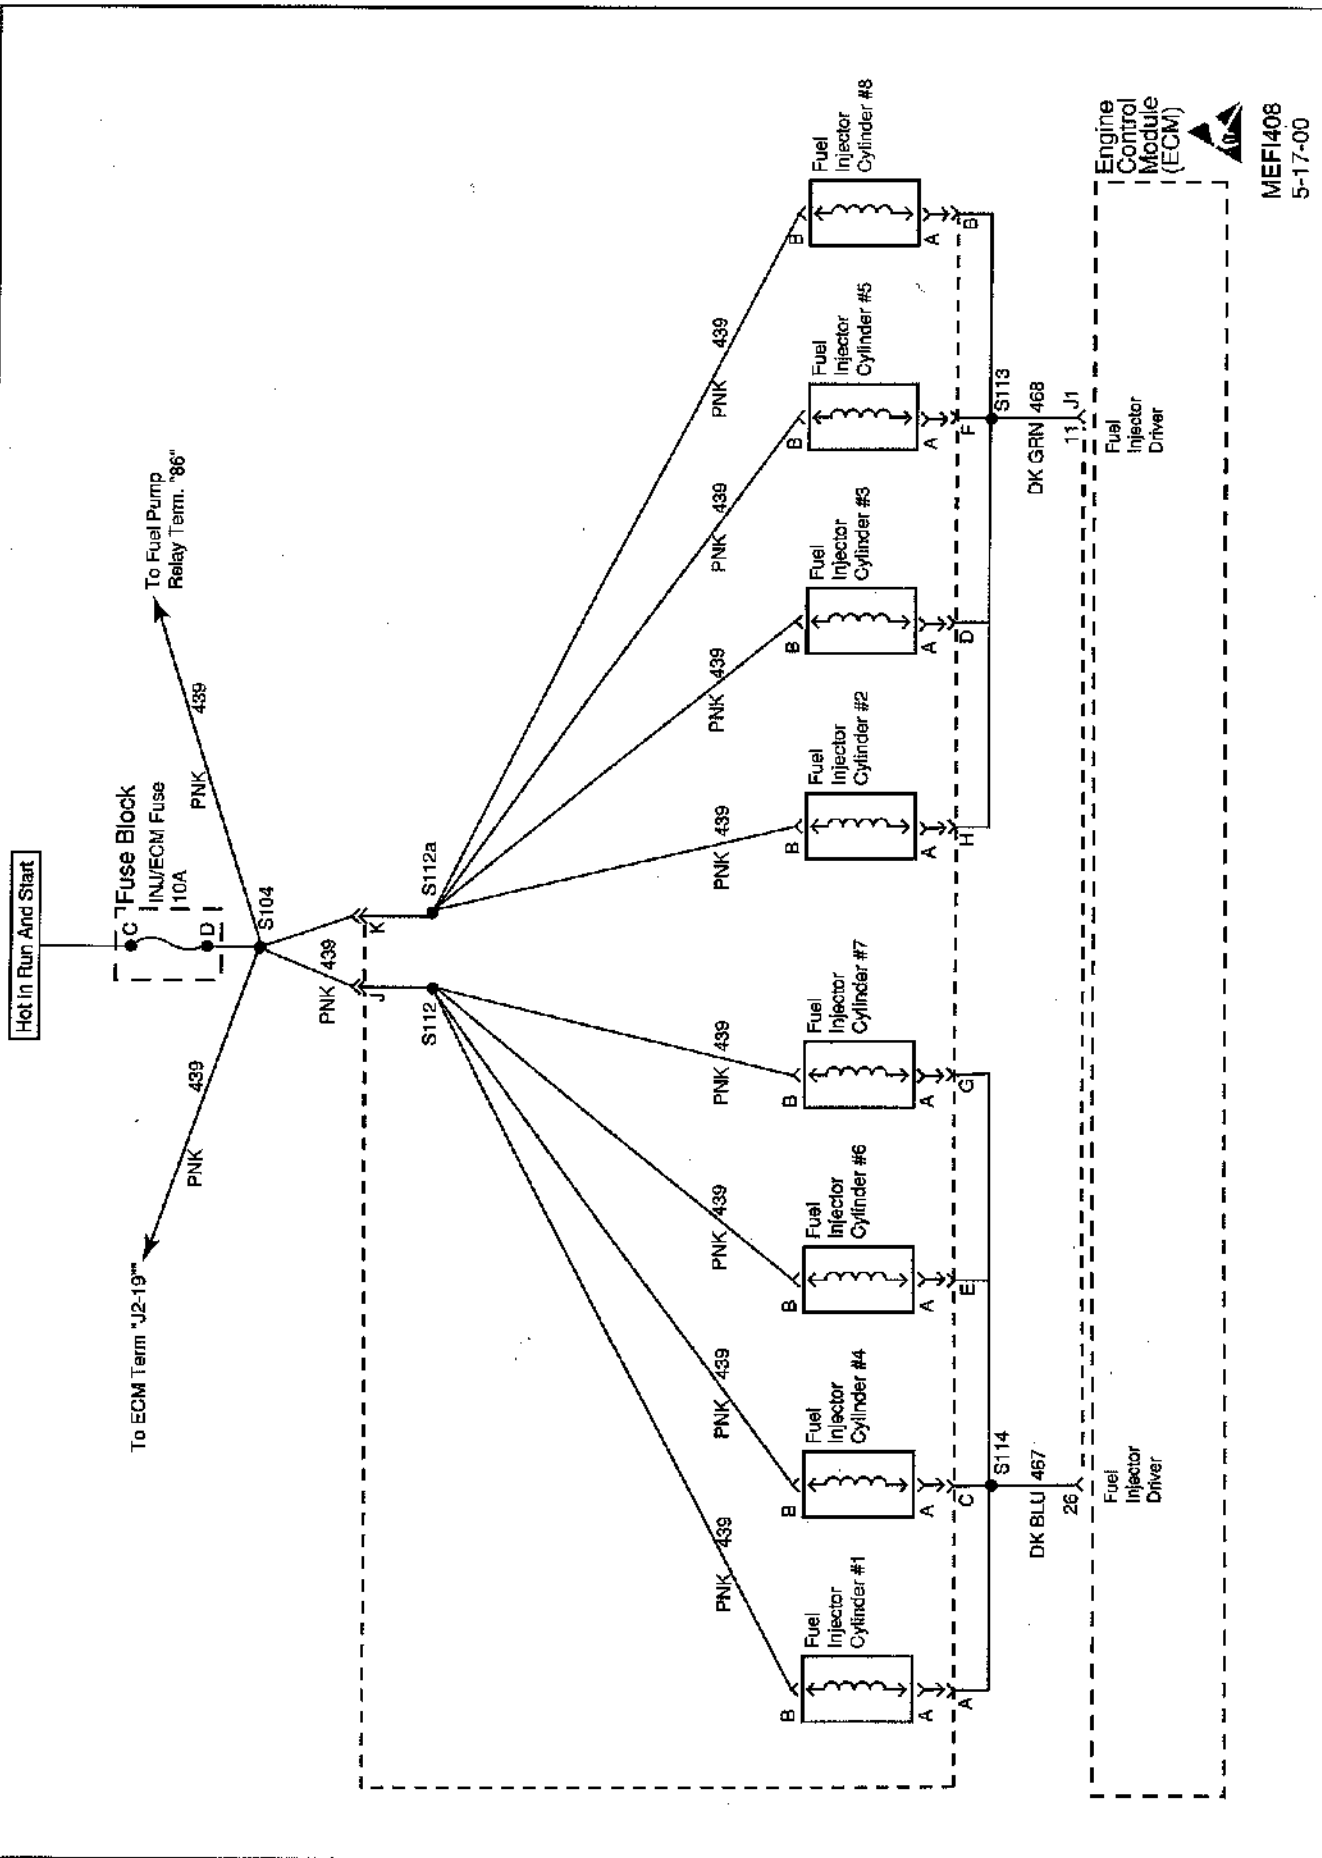 Hot In Run And Start
Fuse Block
INJ/ECM Fuse
10A
C
D
S104
To ECM Term "J2-19""
PNK 439
To Fuel Pump
Relay Term. "86"
PNK 439
PNK 439
J
K
S112
S112a
PNK 439
PNK 439
PNK 439
PNK 439
PNK 439
PNK 439
PNK 439
PNK 439
B
Fuel
Injector
Cylinder #1
A
A
B
Fuel
Injector
Cylinder #4
A
C
B
Fuel
Injector
Cylinder #6
A
E
B
Fuel
Injector
Cylinder #7
A
G
B
Fuel
Injector
Cylinder #2
A
H
B
Fuel
Injector
Cylinder #3
A
D
B
Fuel
Injector
Cylinder #5
A
F
B
Fuel
Injector
Cylinder #8
A
B
S114
DK BLU 467
26
Fuel
Injector
Driver
S113
DK GRN 468
11 J1
Fuel
Injector
Driver
Engine
Control
Module
(ECM)
MEFI408
5-17-00